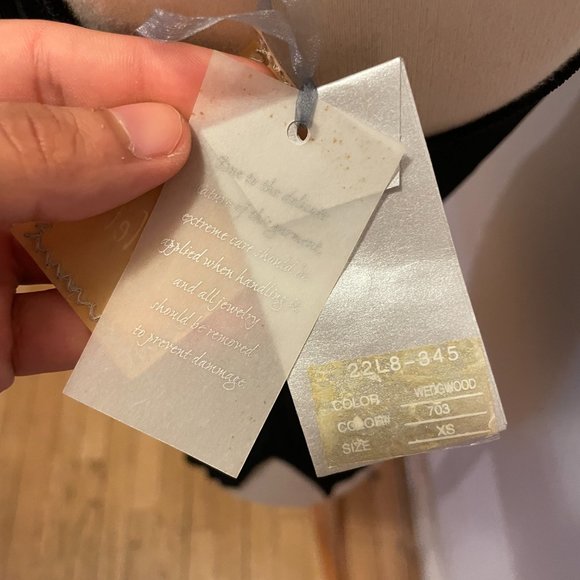 Due to the delicate
nature of this garment,
extreme care should be
applied when handling &
and all jewelry
should be removed
to prevent dammage.
22L8-345
COLOR WEDGWOOD
COLOR# 703
SIZE XS